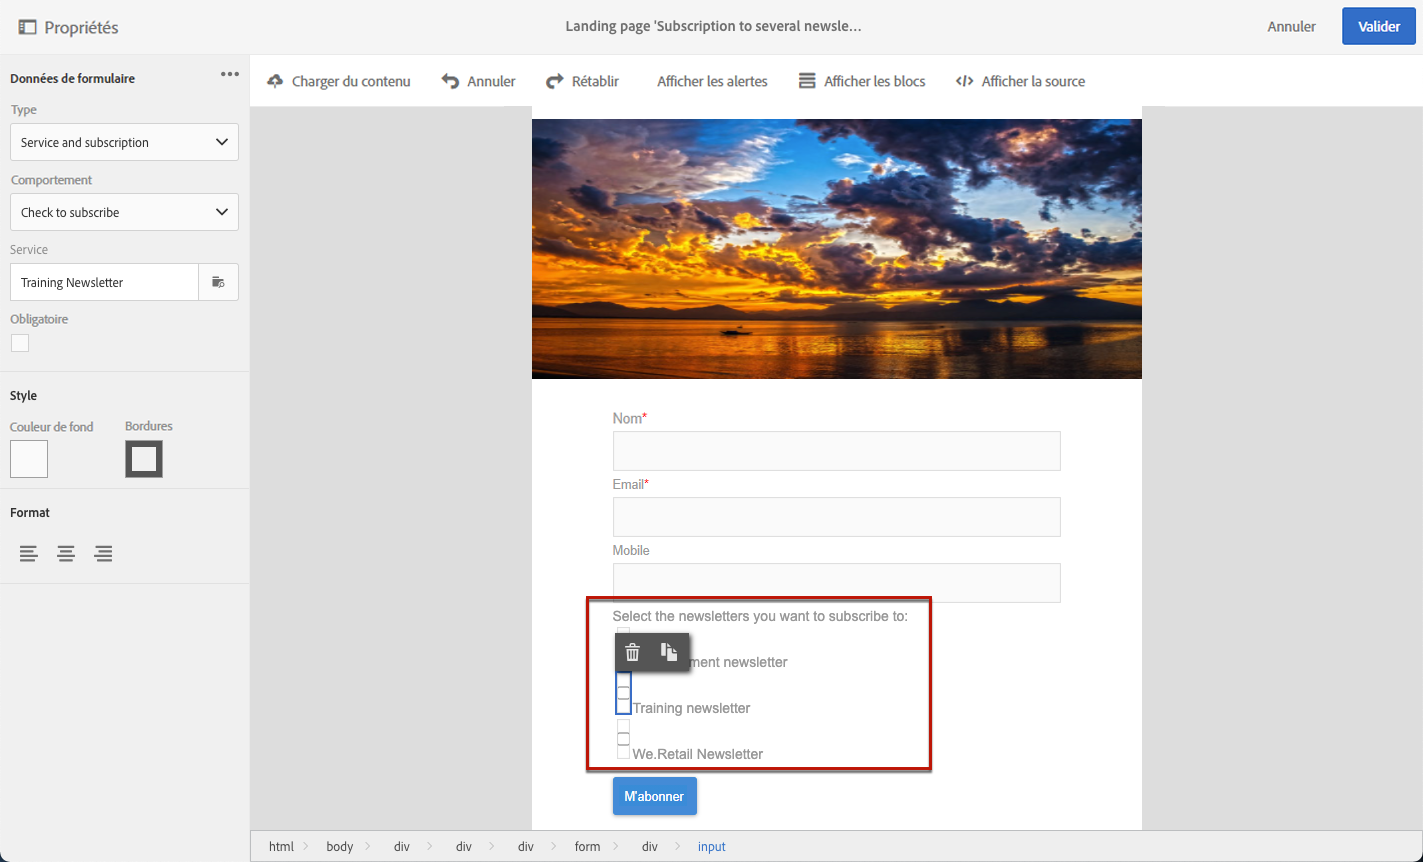 Propriétés
Landing page 'Subscription to several newsle...
Annuler
Valider
Données de formulaire
Type
Service and subscription
Comportement
Check to subscribe
Service
Training Newsletter
Obligatoire
Style
Couleur de fond
Bordures
Format
Charger du contenu
Annuler
Rétablir
Afficher les alertes
Afficher les blocs
Afficher la source
Nom*
Email*
Mobile
Select the newsletters you want to subscribe to:
ment newsletter
Training newsletter
We.Retail Newsletter
M'abonner
html
body
div
div
div
form
div
input